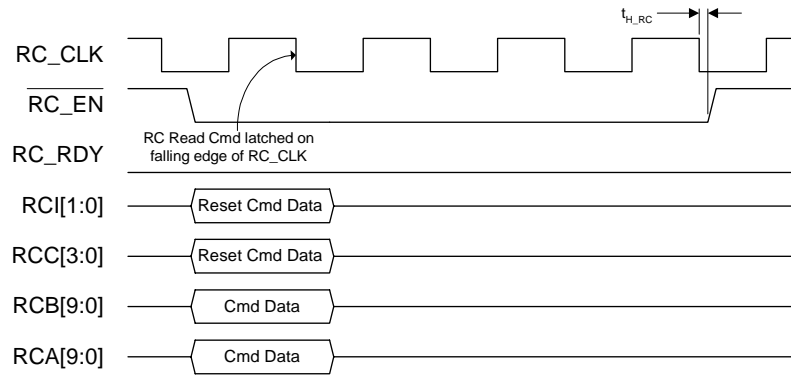 t_H_RC
RC_CLK
RC_EN
RC Read Cmd latched on
falling edge of RC_CLK
RC_RDY
RCI[1:0]
Reset Cmd Data
RCC[3:0]
Reset Cmd Data
RCB[9:0]
Cmd Data
RCA[9:0]
Cmd Data